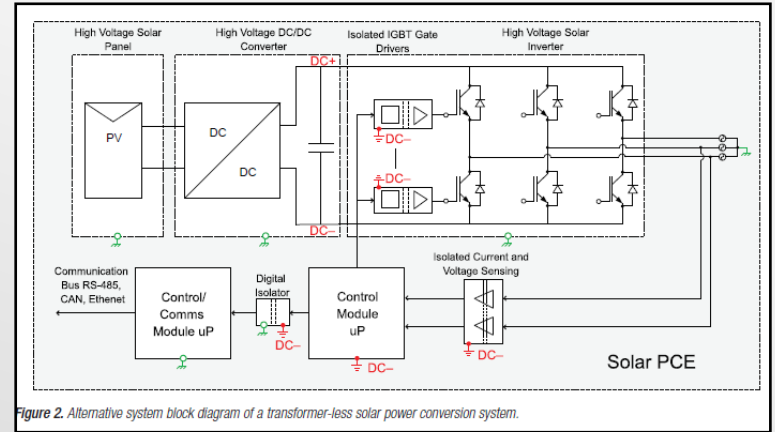 High Voltage Solar
Panel
High Voltage DC/DC
Converter
Isolated IGBT Gate
Drivers
High Voltage Solar
Inverter
DC+
PV
DC
DC
DC–
DC–
DC–
Communication
Bus RS-485,
CAN, Ethenet
Control/
Comms
Module uP
Digital
Isolator
DC–
Control
Module
uP
DC–
Isolated Current and
Voltage Sensing
DC–
Solar PCE
Figure 2. Alternative system block diagram of a transformer-less solar power conversion system.